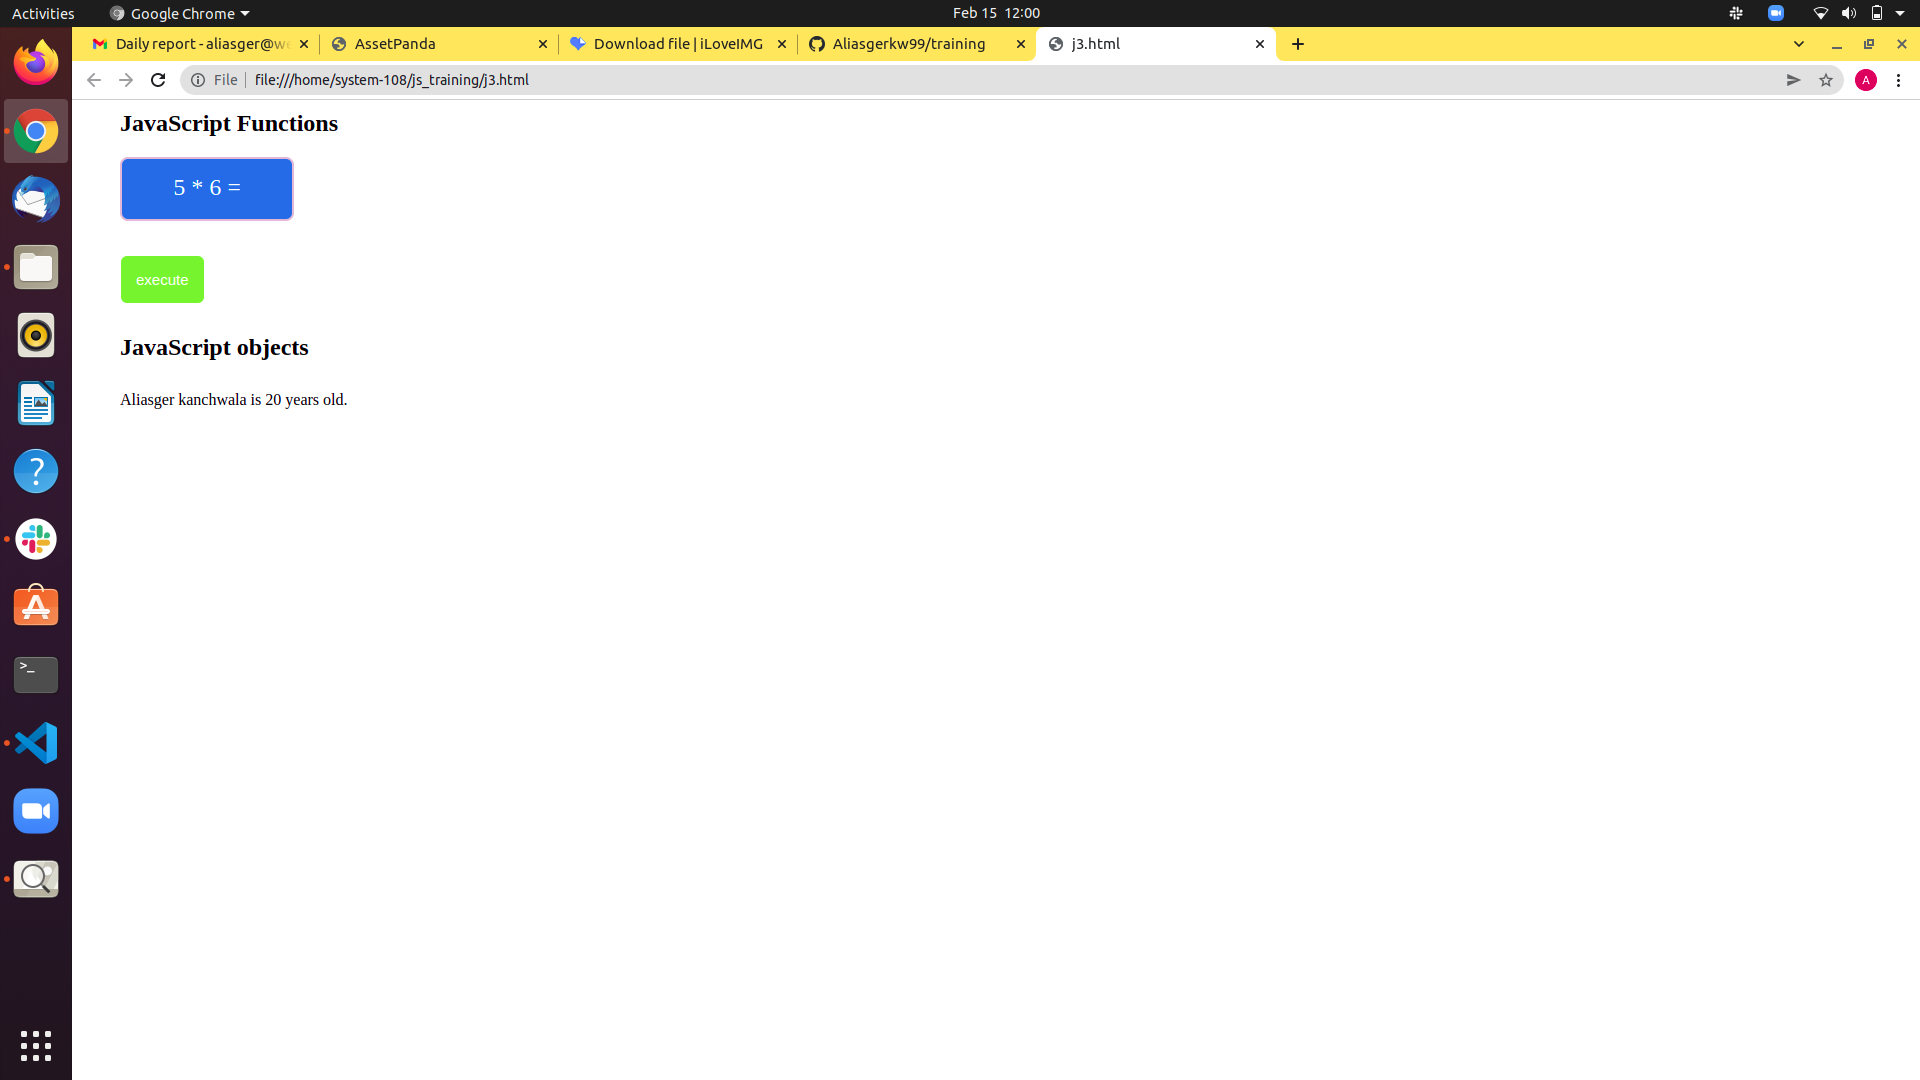 Activities
Google Chrome
Feb 15 12:00
Daily report - aliasger@we
AssetPanda
Download file | iLoveIMG
Aliasgerkw99/training
j3.html
File
file:///home/system-108/js_training/j3.html
A
JavaScript Functions
5 * 6 =
execute
JavaScript objects
Aliasger kanchwala is 20 years old.
?
>_